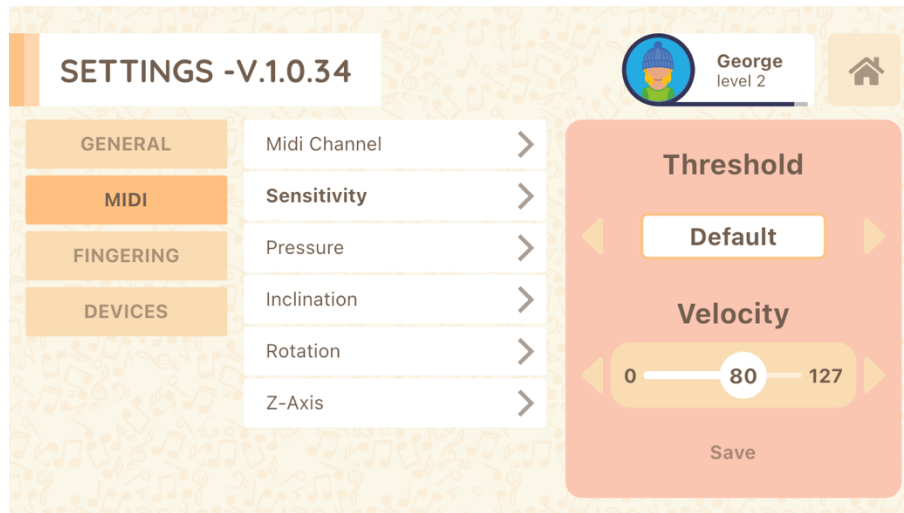 SETTINGS -V.1.0.34
George
level 2
GENERAL
MIDI
FINGERING
DEVICES
Midi Channel
Sensitivity
Pressure
Inclination
Rotation
Z-Axis
Threshold
Default
Velocity
0 80 127
Save